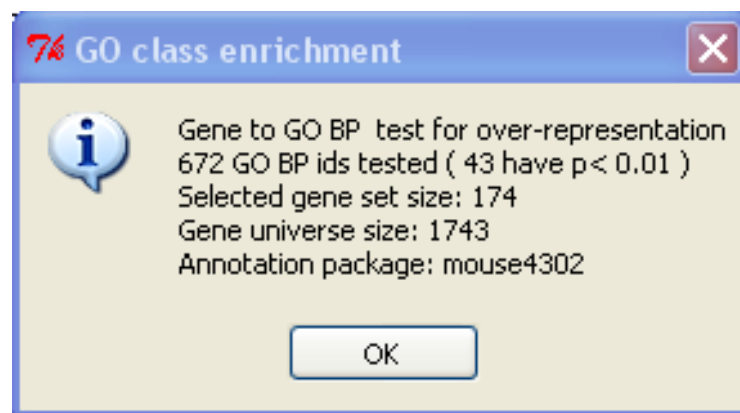 GO class enrichment
Gene to GO BP  test for over-representation
672 GO BP ids tested ( 43 have p< 0.01 )
Selected gene set size: 174
Gene universe size: 1743
Annotation package: mouse4302
OK